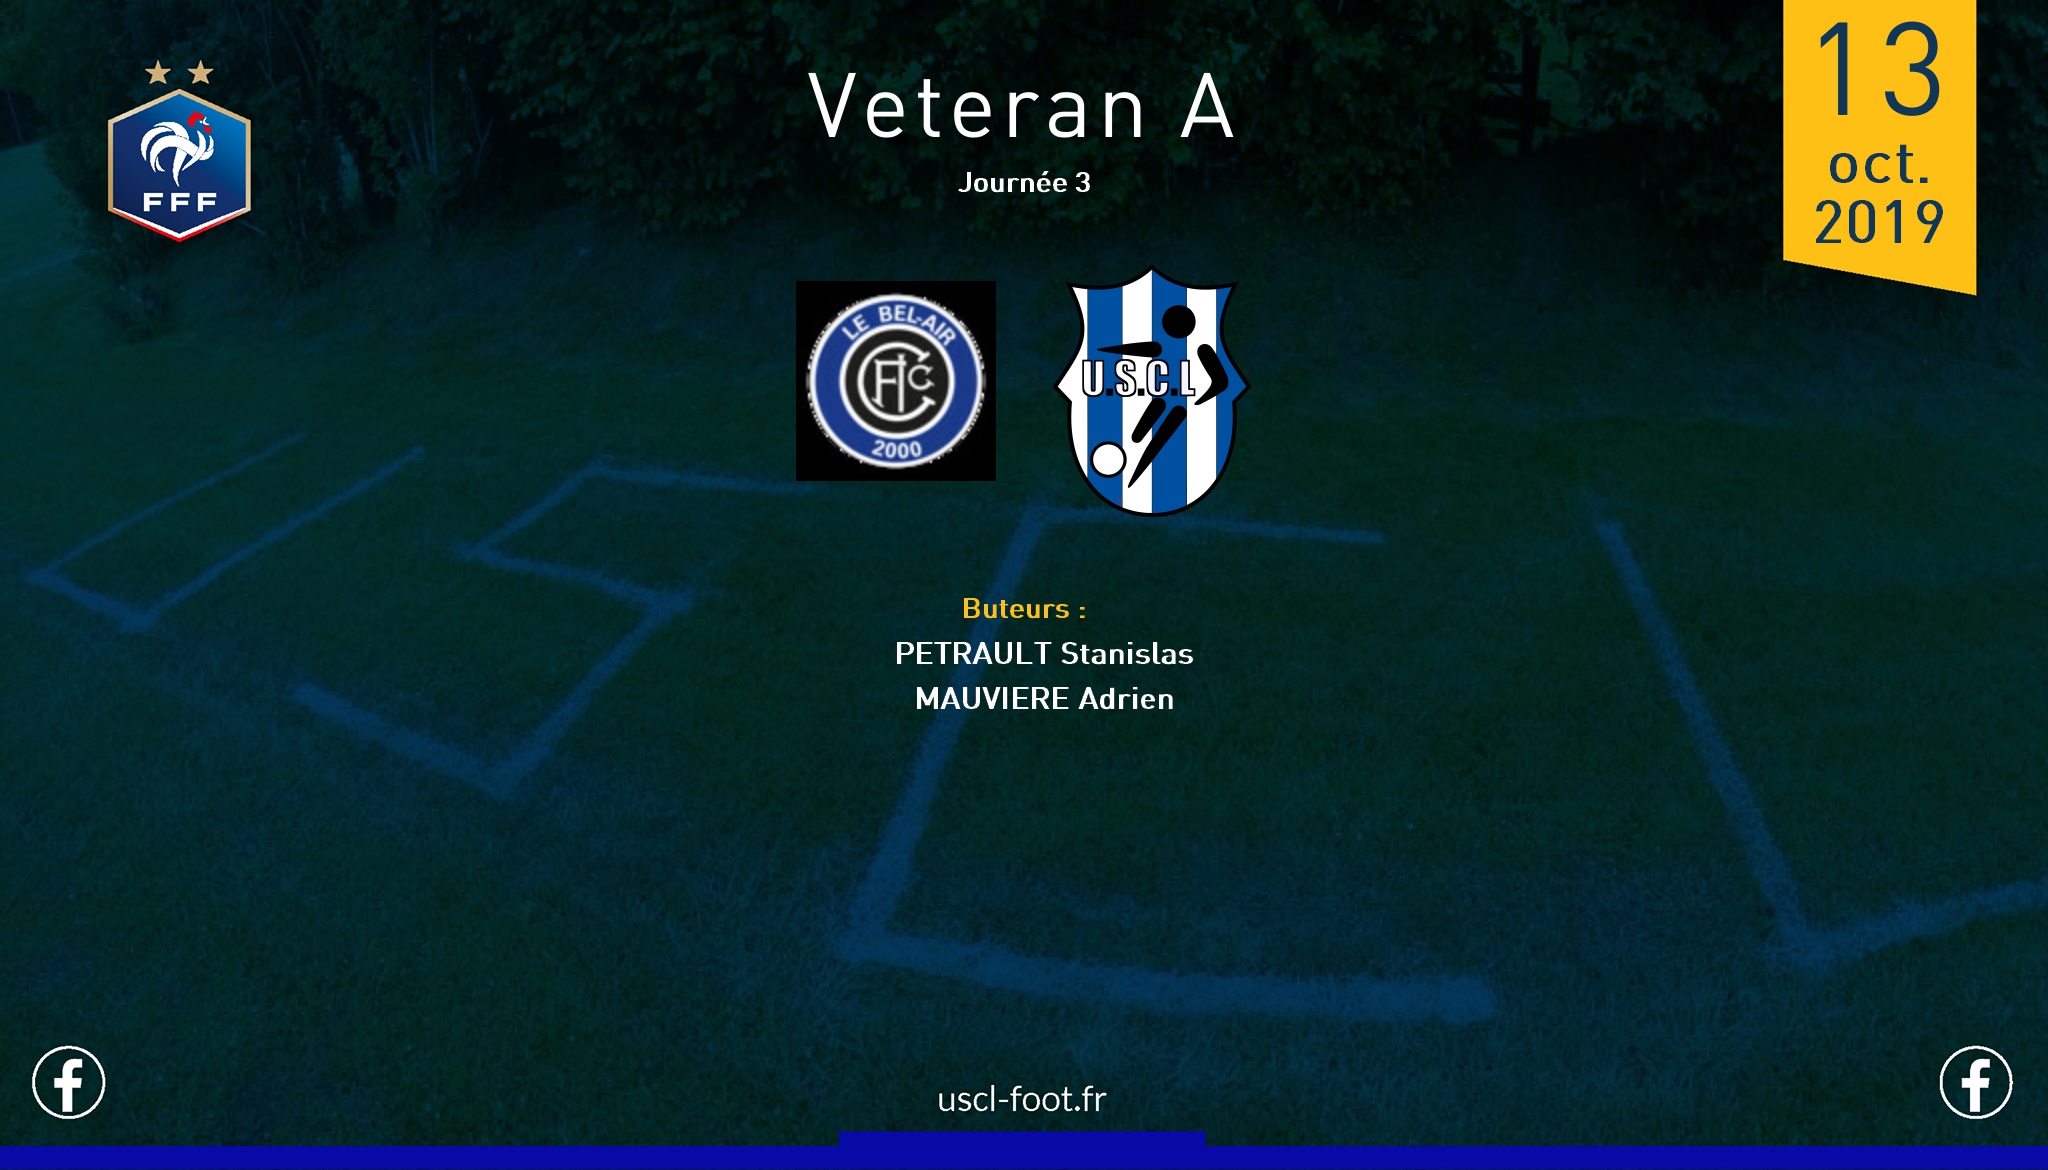 Veteran A
Journée 3
13
oct.
2019
FFF
LE BEL-AIR
2000
U.S.C.L
Buteurs :
PETRAULT Stanislas
MAUVIERE Adrien
USCL
uscl-foot.fr